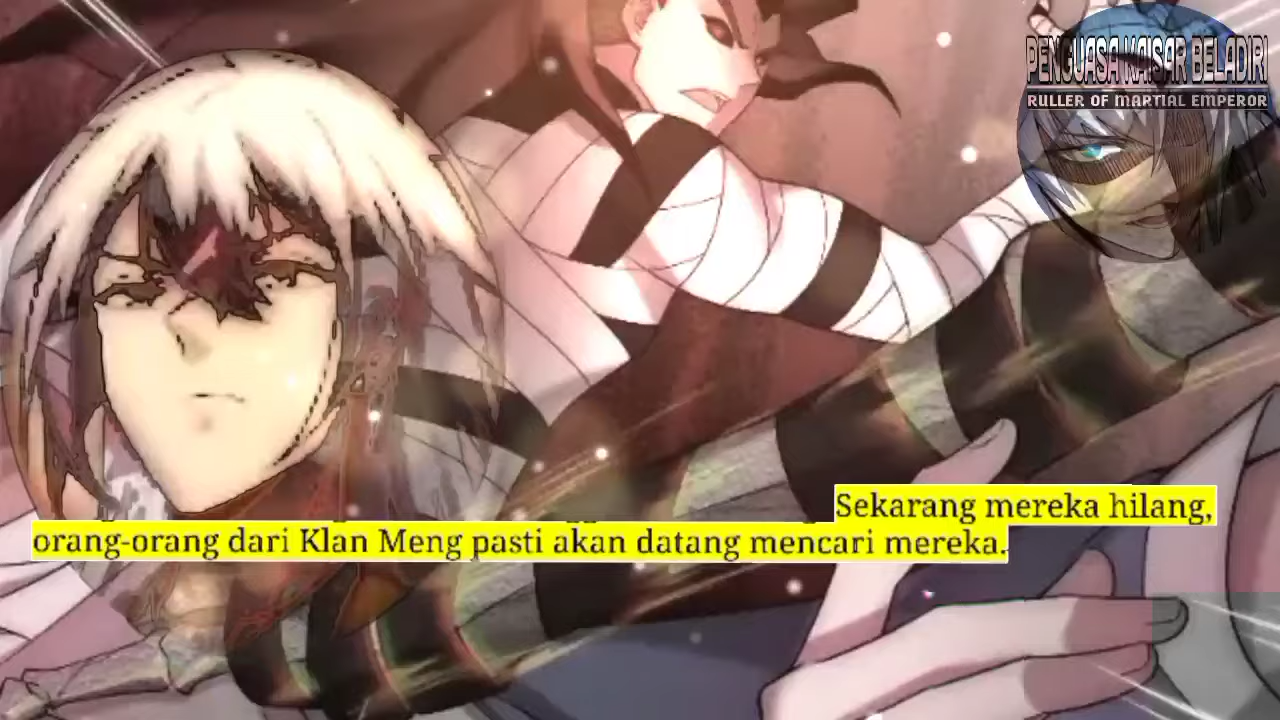 PENGUASA KAISAR BELADIRI
RULLER OF MARTIAL EMPEROR
Sekarang mereka hilang,
orang-orang dari Klan Meng pasti akan datang mencari mereka.